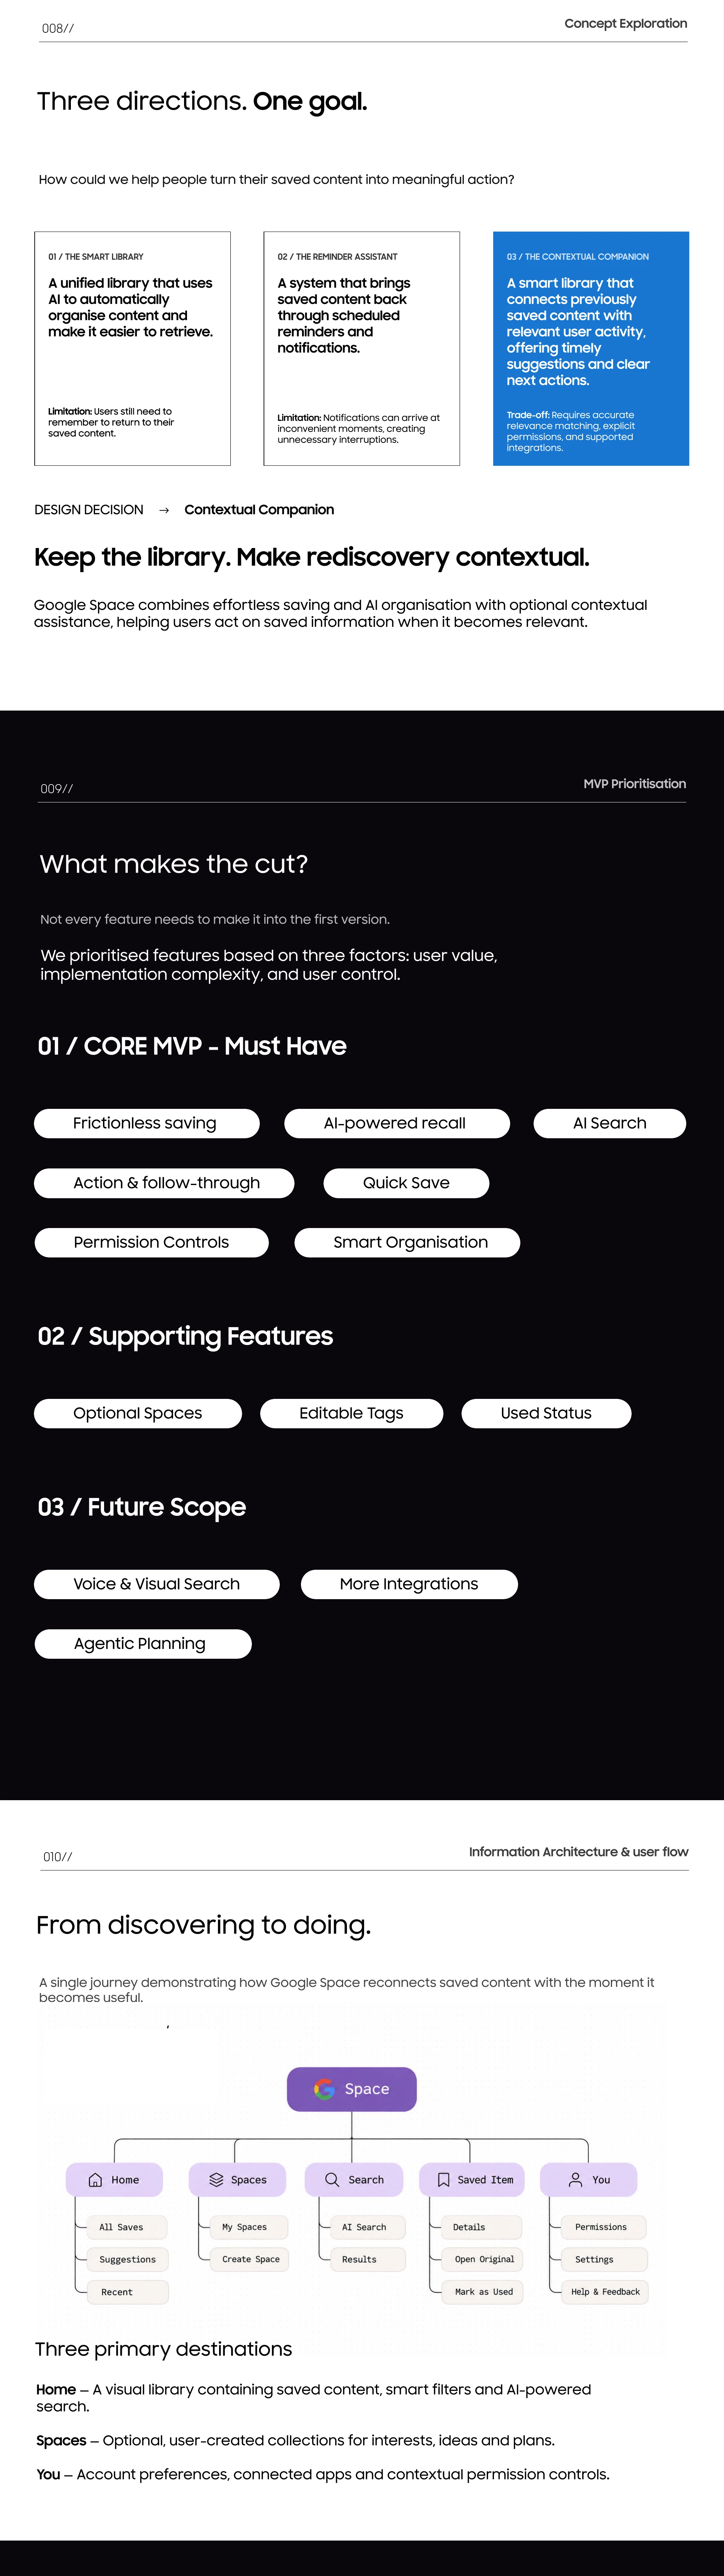 008//
Concept Exploration
Three directions. One goal.
How could we help people turn their saved content into meaningful action?
01 / THE SMART LIBRARY
A unified library that uses
AI to automatically
organise content and
make it easier to retrieve.
Limitation: Users still need to
remember to return to their
saved content.
02 / THE REMINDER ASSISTANT
A system that brings
saved content back
through scheduled
reminders and
notifications.
Limitation: Notifications can arrive at
inconvenient moments, creating
unnecessary interruptions.
03 / THE CONTEXTUAL COMPANION
A smart library that
connects previously
saved content with
relevant user activity,
offering timely
suggestions and clear
next actions.
Trade-off: Requires accurate
relevance matching, explicit
permissions, and supported
integrations.
DESIGN DECISION → Contextual Companion
Keep the library. Make rediscovery contextual.
Google Space combines effortless saving and AI organisation with optional contextual
assistance, helping users act on saved information when it becomes relevant.
009//
MVP Prioritisation
What makes the cut?
Not every feature needs to make it into the first version.
We prioritised features based on three factors: user value,
implementation complexity, and user control.
01 / CORE MVP - Must Have
Frictionless saving
AI-powered recall
AI Search
Action & follow-through
Quick Save
Permission Controls
Smart Organisation
02 / Supporting Features
Optional Spaces
Editable Tags
Used Status
03 / Future Scope
Voice & Visual Search
More Integrations
Agentic Planning
010//
Information Architecture & user flow
From discovering to doing.
A single journey demonstrating how Google Space reconnects saved content with the moment it
becomes useful.
Space
Home
All Saves
Suggestions
Recent
Spaces
My Spaces
Create Space
Search
AI Search
Results
Saved Item
Details
Open Original
Mark as Used
You
Permissions
Settings
Help & Feedback
Three primary destinations
Home – A visual library containing saved content, smart filters and AI-powered
search.
Spaces – Optional, user-created collections for interests, ideas and plans.
You – Account preferences, connected apps and contextual permission controls.